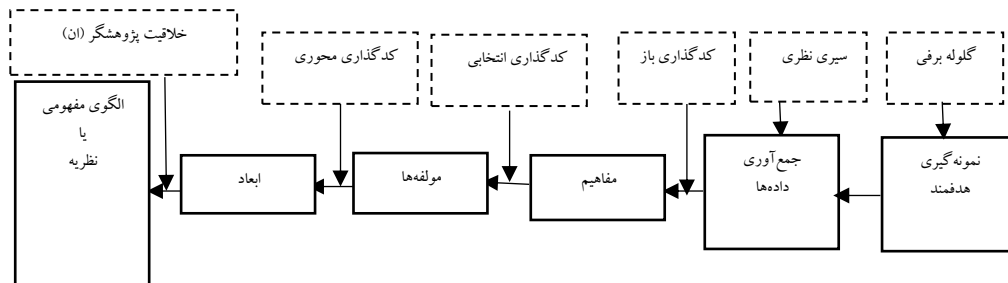 گلوله برفی
سیری نظری
کدگذاری باز
کدگذاری انتخابی
کدگذاری محوری
خلاقیت پژوهشگر (ان)
نمونه‌گیری
هدفمند
جمع‌آوری
داده‌ها
مفاهیم
مولفه‌ها
ابعاد
الگوی مفهومی
یا
نظریه